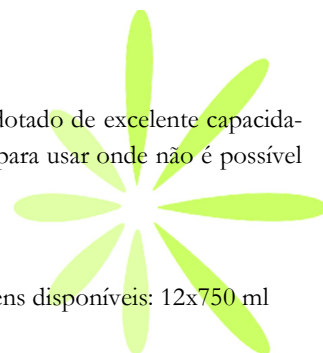 dotado de excelente capacida-
para usar onde não é possível
ens disponíveis: 12x750 ml